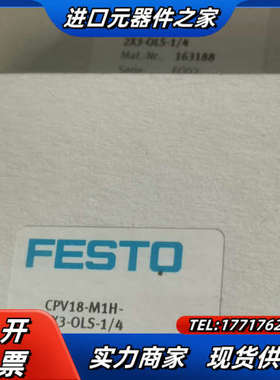 进口元器件之家
2X3-OLS-1/4
Mat.-Nr. 163188
FESTO
CPV18-M1H-
X3-OLS-1/4
开
票
实力商家 现货供
TEL:1771762